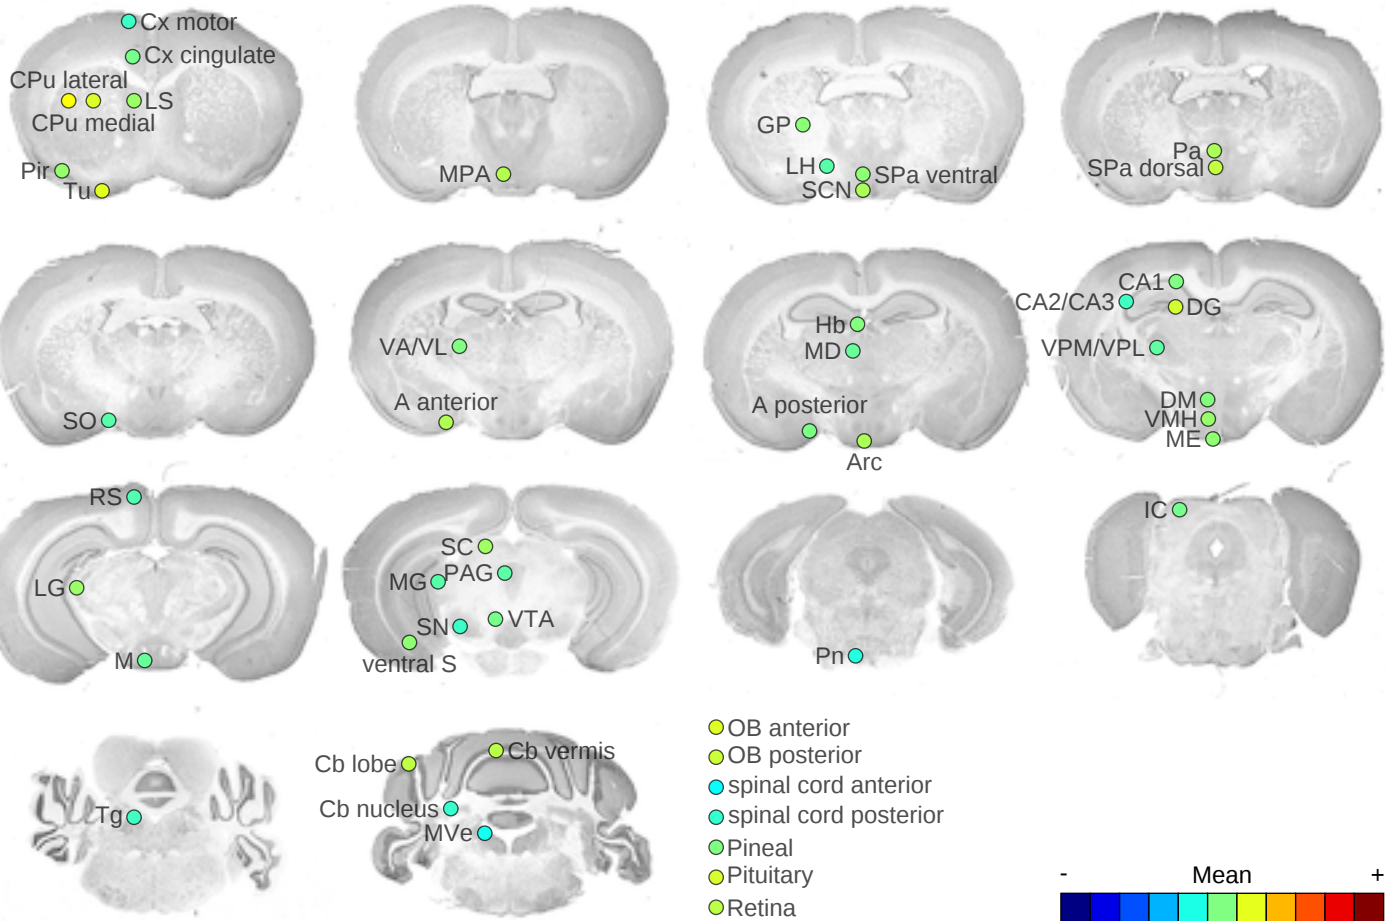 Cx motor
Cx cingulate
CPu lateral
LS
CPu medial
Pir
Tu
MPA
GP
LH
SPa ventral
SCN
Pa
SPa dorsal
SO
VA/VL
A anterior
Hb
MD
A posterior
Arc
CA1
CA2/CA3
DG
VPM/VPL
DM
VMH
ME
RS
LG
M
SC
MG
PAG
SN
VTA
ventral S
Pn
IC
Tg
Cb lobe
Cb vermis
Cb nucleus
MVe
OB anterior
OB posterior
spinal cord anterior
spinal cord posterior
Pineal
Pituitary
Retina
- Mean +